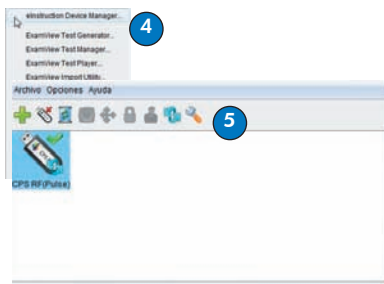 eInstruction Device Manager...
4
ExamView Test Generator...
ExamView Test Manager...
ExamView Test Player...
ExamView Import Utility...
Archivo Opciones Ayuda
5
CPS RF(Pulse)